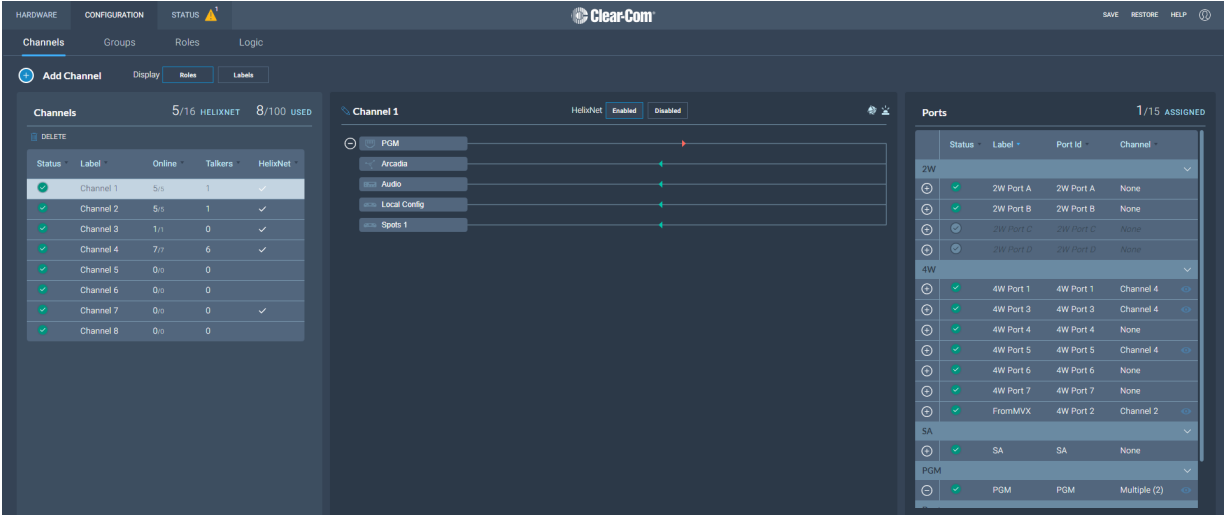 HARDWARE CONFIGURATION STATUS 1 Clear-Com SAVE RESTORE HELP
Channels Groups Roles Logic
Add Channel Display Roles Labels
Channels 5/16 HELIXNET 8/100 USED
DELETE
Status Label Online Talkers HelixNet
Channel 1 5/5 1
Channel 2 5/5 1
Channel 3 1/1 0
Channel 4 7/7 6
Channel 5 0/0 0
Channel 6 0/0 0
Channel 7 0/0 0
Channel 8 0/0 0
Channel 1 HelixNet Enabled Disabled
PGM
Arcadia
Audio
Local Config
Spots 1
Ports 1/15 ASSIGNED
Status Label Port Id Channel
2W
2W Port A 2W Port A None
2W Port B 2W Port B None
2W Port C 2W Port C None
2W Port D 2W Port D None
4W
4W Port 1 4W Port 1 Channel 4
4W Port 3 4W Port 3 Channel 4
4W Port 4 4W Port 4 None
4W Port 5 4W Port 5 Channel 4
4W Port 6 4W Port 6 None
4W Port 7 4W Port 7 None
FromMVX 4W Port 2 Channel 2
SA
SA SA None
PGM
PGM PGM Multiple (2)